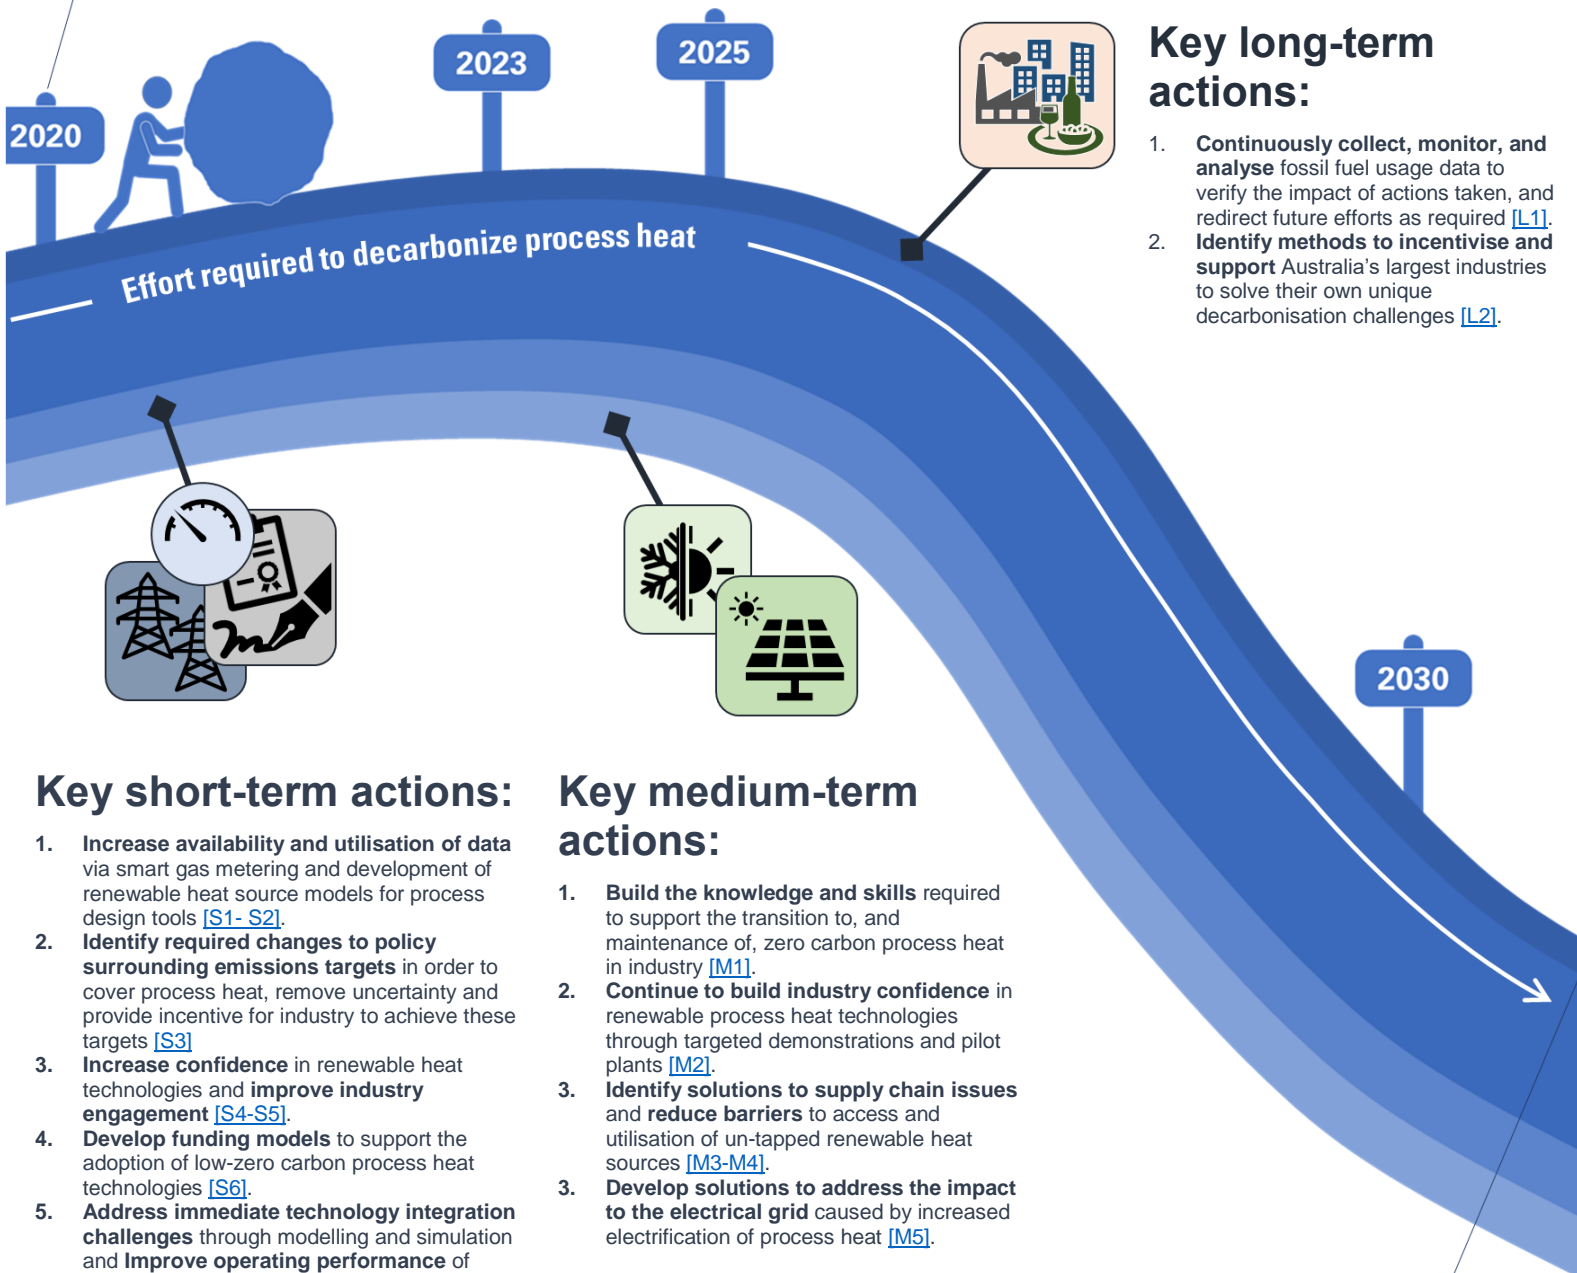 2020
2023
2025
Effort required to decarbonize process heat
Key long-term
actions:
1. Continuously collect, monitor, and
analyse fossil fuel usage data to
verify the impact of actions taken, and
redirect future efforts as required [L1].
2. Identify methods to incentivise and
support Australia's largest industries
to solve their own unique
decarbonisation challenges [L2].
2030
Key short-term actions:
1. Increase availability and utilisation of data
via smart gas metering and development of
renewable heat source models for process
design tools [S1- S2].
2. Identify required changes to policy
surrounding emissions targets in order to
cover process heat, remove uncertainty and
provide incentive for industry to achieve these
targets [S3]
3. Increase confidence in renewable heat
technologies and improve industry
engagement [S4-S5].
4. Develop funding models to support the
adoption of low-zero carbon process heat
technologies [S6].
5. Address immediate technology integration
challenges through modelling and simulation
and Improve operating performance of
Key medium-term
actions:
1. Build the knowledge and skills required
to support the transition to, and
maintenance of, zero carbon process heat
in industry [M1].
2. Continue to build industry confidence in
renewable process heat technologies
through targeted demonstrations and pilot
plants [M2].
3. Identify solutions to supply chain issues
and reduce barriers to access and
utilisation of un-tapped renewable heat
sources [M3-M4].
3. Develop solutions to address the impact
to the electrical grid caused by increased
electrification of process heat [M5].